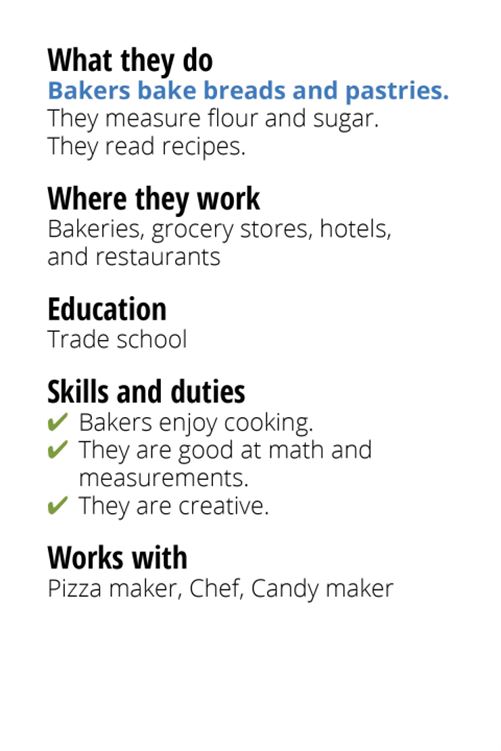 What they do
Bakers bake breads and pastries.
They measure flour and sugar.
They read recipes.
Where they work
Bakeries, grocery stores, hotels,
and restaurants
Education
Trade school
Skills and duties
✔ Bakers enjoy cooking.
✔ They are good at math and
measurements.
✔ They are creative.
Works with
Pizza maker, Chef, Candy maker